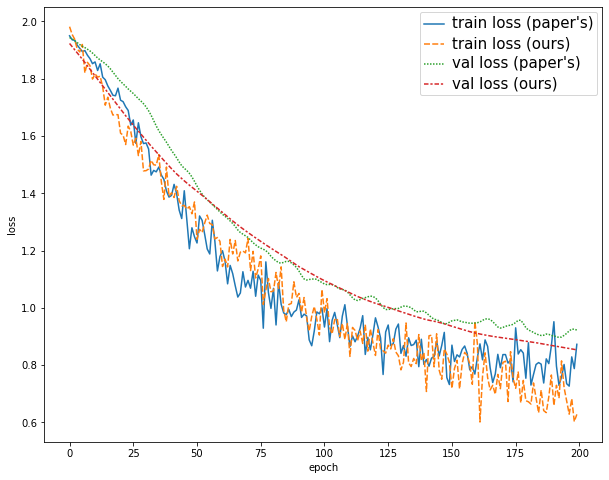 train loss (paper's)
train loss (ours)
val loss (paper's)
val loss (ours)
loss
2.0
1.8
1.6
1.4
1.2
1.0
0.8
0.6
0 25 50 75 100 125 150 175 200
epoch